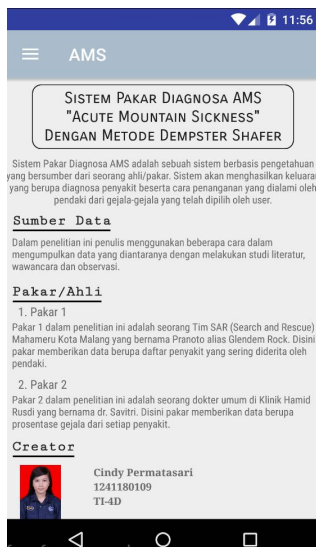 11:56
AMS
SISTEM PAKAR DIAGNOSA AMS
"ACUTE MOUNTAIN SICKNESS"
DENGAN METODE DEMPSTER SHAFER
Sistem Pakar Diagnosa AMS adalah sebuah sistem berbasis pengetahuan
yang bersumber dari seorang ahli/pakar. Sistem akan menghasilkan keluaran
yang berupa diagnosa penyakit beserta cara penanganan yang dialami oleh
pendaki dari gejala-gejala yang telah dipilih oleh user.
Sumber Data
Dalam penelitian ini penulis menggunakan beberapa cara dalam
mengumpulkan data yang diantaranya dengan melakukan studi literatur,
wawancara dan observasi.
Pakar/Ahli
1. Pakar 1
Pakar 1 dalam penelitian ini adalah seorang Tim SAR (Search and Rescue)
Mahameru Kota Malang yang bernama Pranoto alias Glendem Rock. Disini
pakar memberikan data berupa daftar penyakit yang sering diderita oleh
pendaki.
2. Pakar 2
Pakar 2 dalam penelitian ini adalah seorang dokter umum di Klinik Hamid
Rusdi yang bernama dr. Savitri. Disini pakar memberikan data berupa
prosentase gejala dari setiap penyakit.
Creator
Cindy Permatasari
1241180109
TI-4D